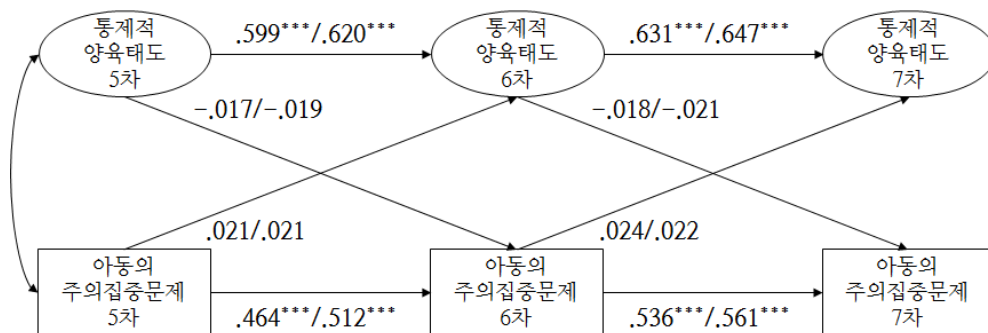 통제적
양육태도
5차
.599***/.620***
통제적
양육태도
6차
.631***/.647***
통제적
양육태도
7차
-.017/-.019
-.018/-.021
.021/.021
.024/.022
아동의
주의집중문제
5차
.464***/.512***
아동의
주의집중문제
6차
.536***/.561***
아동의
주의집중문제
7차